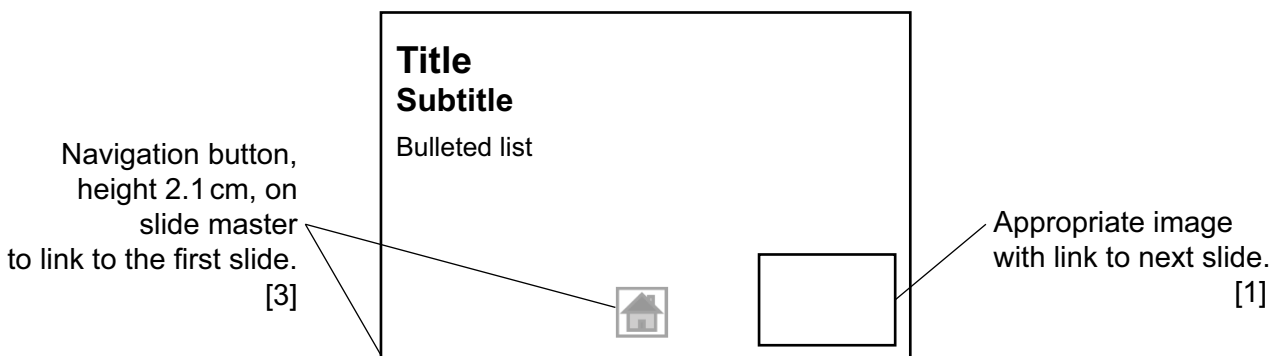 Title
Subtitle
Bulleted list
Navigation button,
height 2.1 cm, on
slide master
to link to the first slide.
[3]
Appropriate image
with link to next slide.
[1]